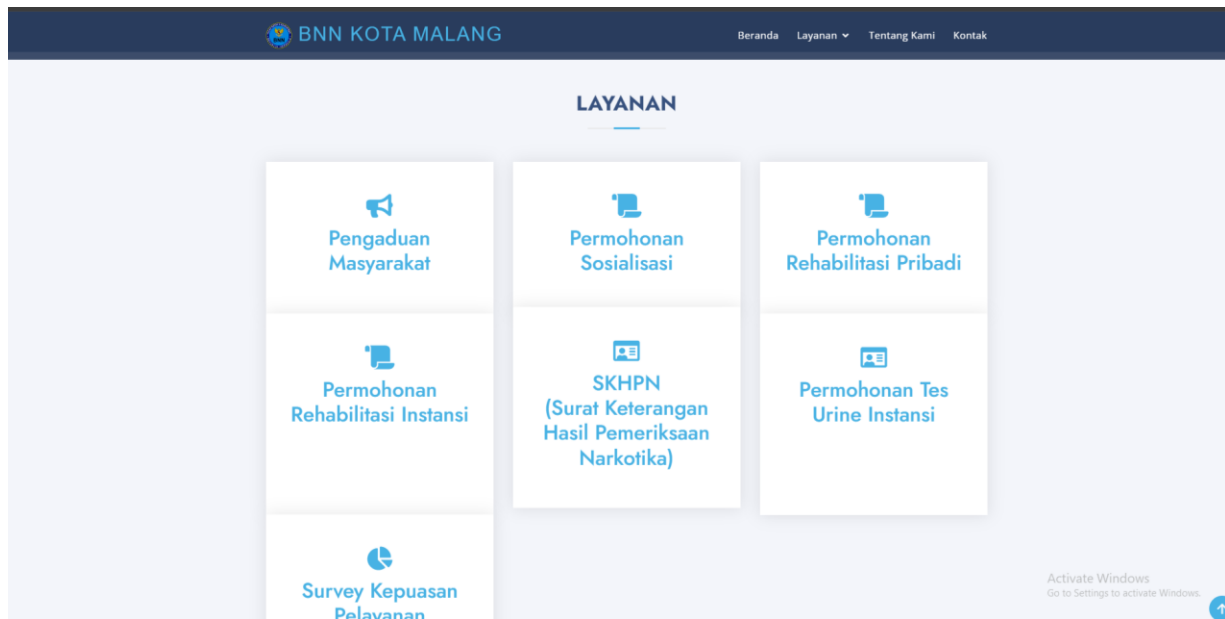 BNN KOTA MALANG
Beranda Layanan Tentang Kami Kontak
LAYANAN
Pengaduan
Masyarakat
Permohonan
Sosialisasi
Permohonan
Rehabilitasi Pribadi
Permohonan
Rehabilitasi Instansi
SKHPN
(Surat Keterangan
Hasil Pemeriksaan
Narkotika)
Permohonan Tes
Urine Instansi
Survey Kepuasan
Pelayanan
Activate Windows
Go to Settings to activate Windows.